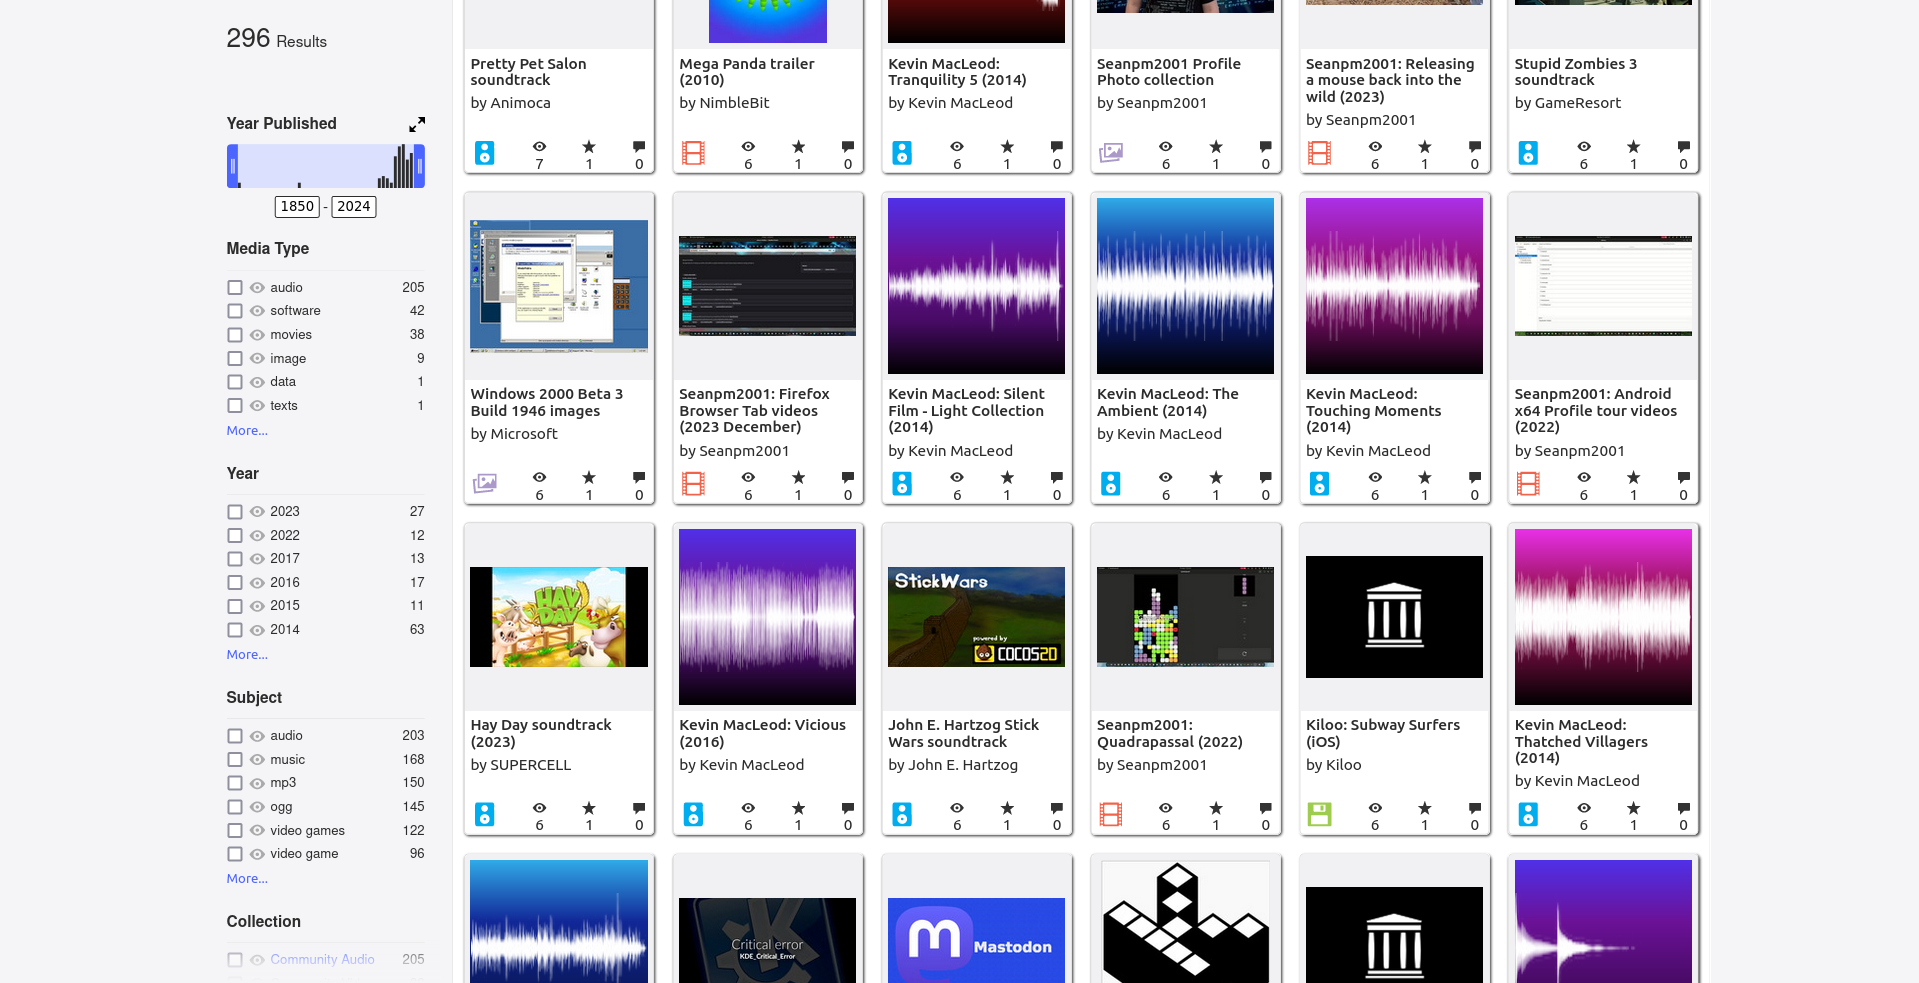 296 Results
Year Published
1850 - 2024
Media Type
audio 205
software 42
movies 38
image 9
data 1
texts 1
More...
Year
2023 27
2022 12
2017 13
2016 17
2015 11
2014 63
More...
Subject
audio 203
music 168
mp3 150
ogg 145
video games 122
video game 96
More...
Collection
Community Audio 205
Pretty Pet Salon
soundtrack
by Animoca
7 1 0
Mega Panda trailer
(2010)
by NimbleBit
6 1 0
Kevin MacLeod:
Tranquility 5 (2014)
by Kevin MacLeod
6 1 0
Seanpm2001 Profile
Photo collection
by Seanpm2001
6 1 0
Seanpm2001: Releasing
a mouse back into the
wild (2023)
by Seanpm2001
6 1 0
Stupid Zombies 3
soundtrack
by GameResort
6 1 0
Windows 2000 Beta 3
Build 1946 images
by Microsoft
6 1 0
Seanpm2001: Firefox
Browser Tab videos
(2023 December)
by Seanpm2001
6 1 0
Kevin MacLeod: Silent
Film - Light Collection
(2014)
by Kevin MacLeod
6 1 0
Kevin MacLeod: The
Ambient (2014)
by Kevin MacLeod
6 1 0
Kevin MacLeod:
Touching Moments
(2014)
by Kevin MacLeod
6 1 0
Seanpm2001: Android
x64 Profile tour videos
(2022)
by Seanpm2001
6 1 0
HAY DAY
Hay Day soundtrack
(2023)
by SUPERCELL
6 1 0
Kevin MacLeod: Vicious
(2016)
by Kevin MacLeod
6 1 0
StickWars
powered by
COCOS2D
John E. Hartzog Stick
Wars soundtrack
by John E. Hartzog
6 1 0
Seanpm2001:
Quadrapassal (2022)
by Seanpm2001
6 1 0
Kiloo: Subway Surfers
(iOS)
by Kiloo
6 1 0
Kevin MacLeod:
Thatched Villagers
(2014)
by Kevin MacLeod
6 1 0
Critical error
KDE_Critical_Error
Mastodon